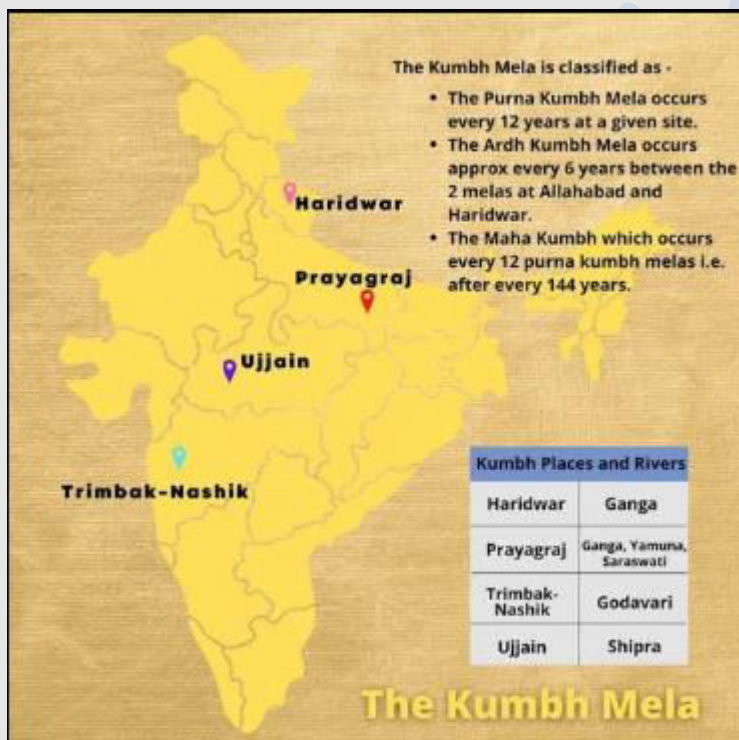 The Kumbh Mela is classified as -
• The Purna Kumbh Mela occurs
every 12 years at a given site.
• The Ardh Kumbh Mela occurs
approx every 6 years between the
2 melas at Allahabad and
Haridwar.
• The Maha Kumbh which occurs
every 12 purna kumbh melas i.e.
after every 144 years.
Haridwar
Prayagraj
Ujjain
Trimbak-Nashik
Kumbh Places and Rivers
Haridwar Ganga
Prayagraj Ganga, Yamuna,
Saraswati
Trimbak-
Nashik Godavari
Ujjain Shipra
The Kumbh Mela